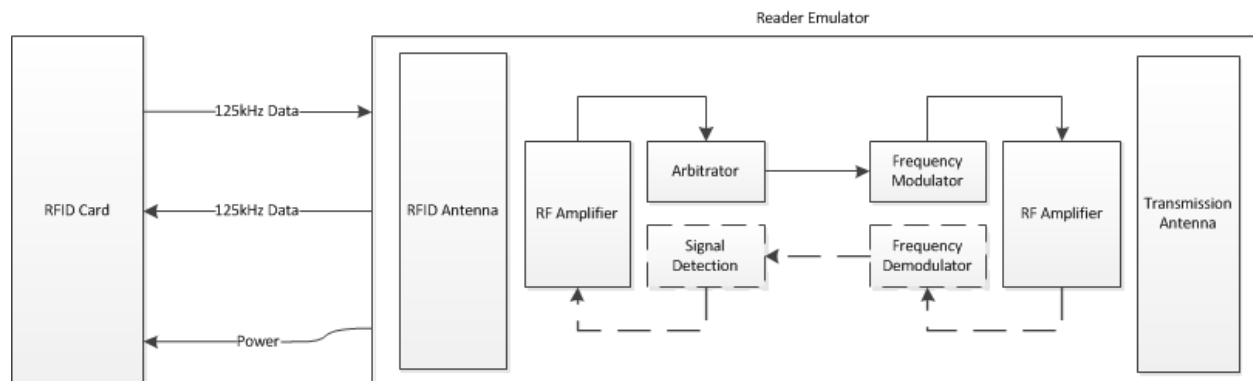 Reader Emulator
125kHz Data
RFID Card
125kHz Data
Power
RFID Antenna
RF Amplifier
Arbitrator
Signal
Detection
Frequency
Modulator
Frequency
Demodulator
RF Amplifier
Transmission
Antenna